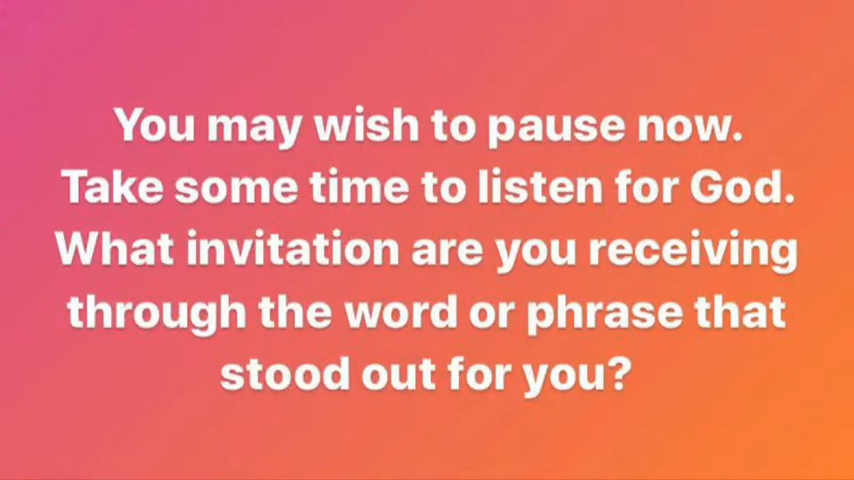 You may wish to pause now.
Take some time to listen for God.
What invitation are you receiving
through the word or phrase that
stood out for you?